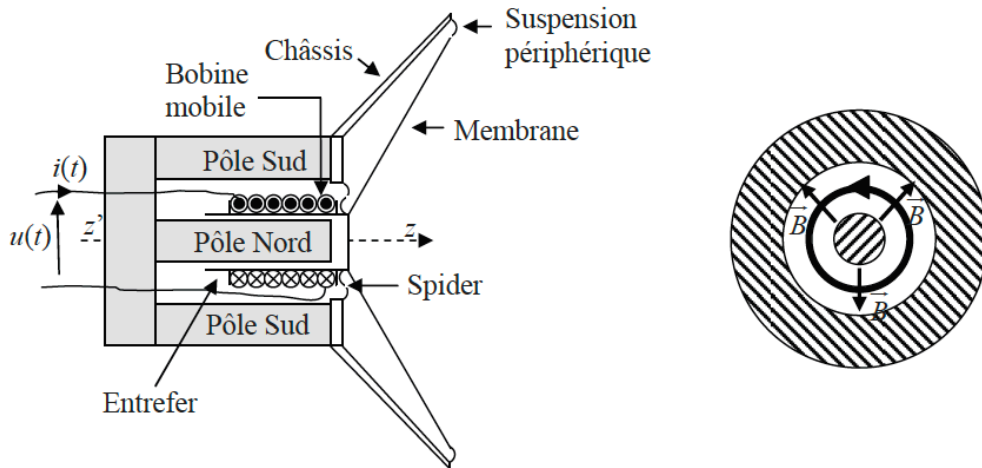 Suspension
périphérique
Châssis
Bobine
mobile
Membrane
Pôle Sud
i(t)
u(t)
z'
Pôle Nord
z
Spider
Pôle Sud
Entrefer
B
B
B